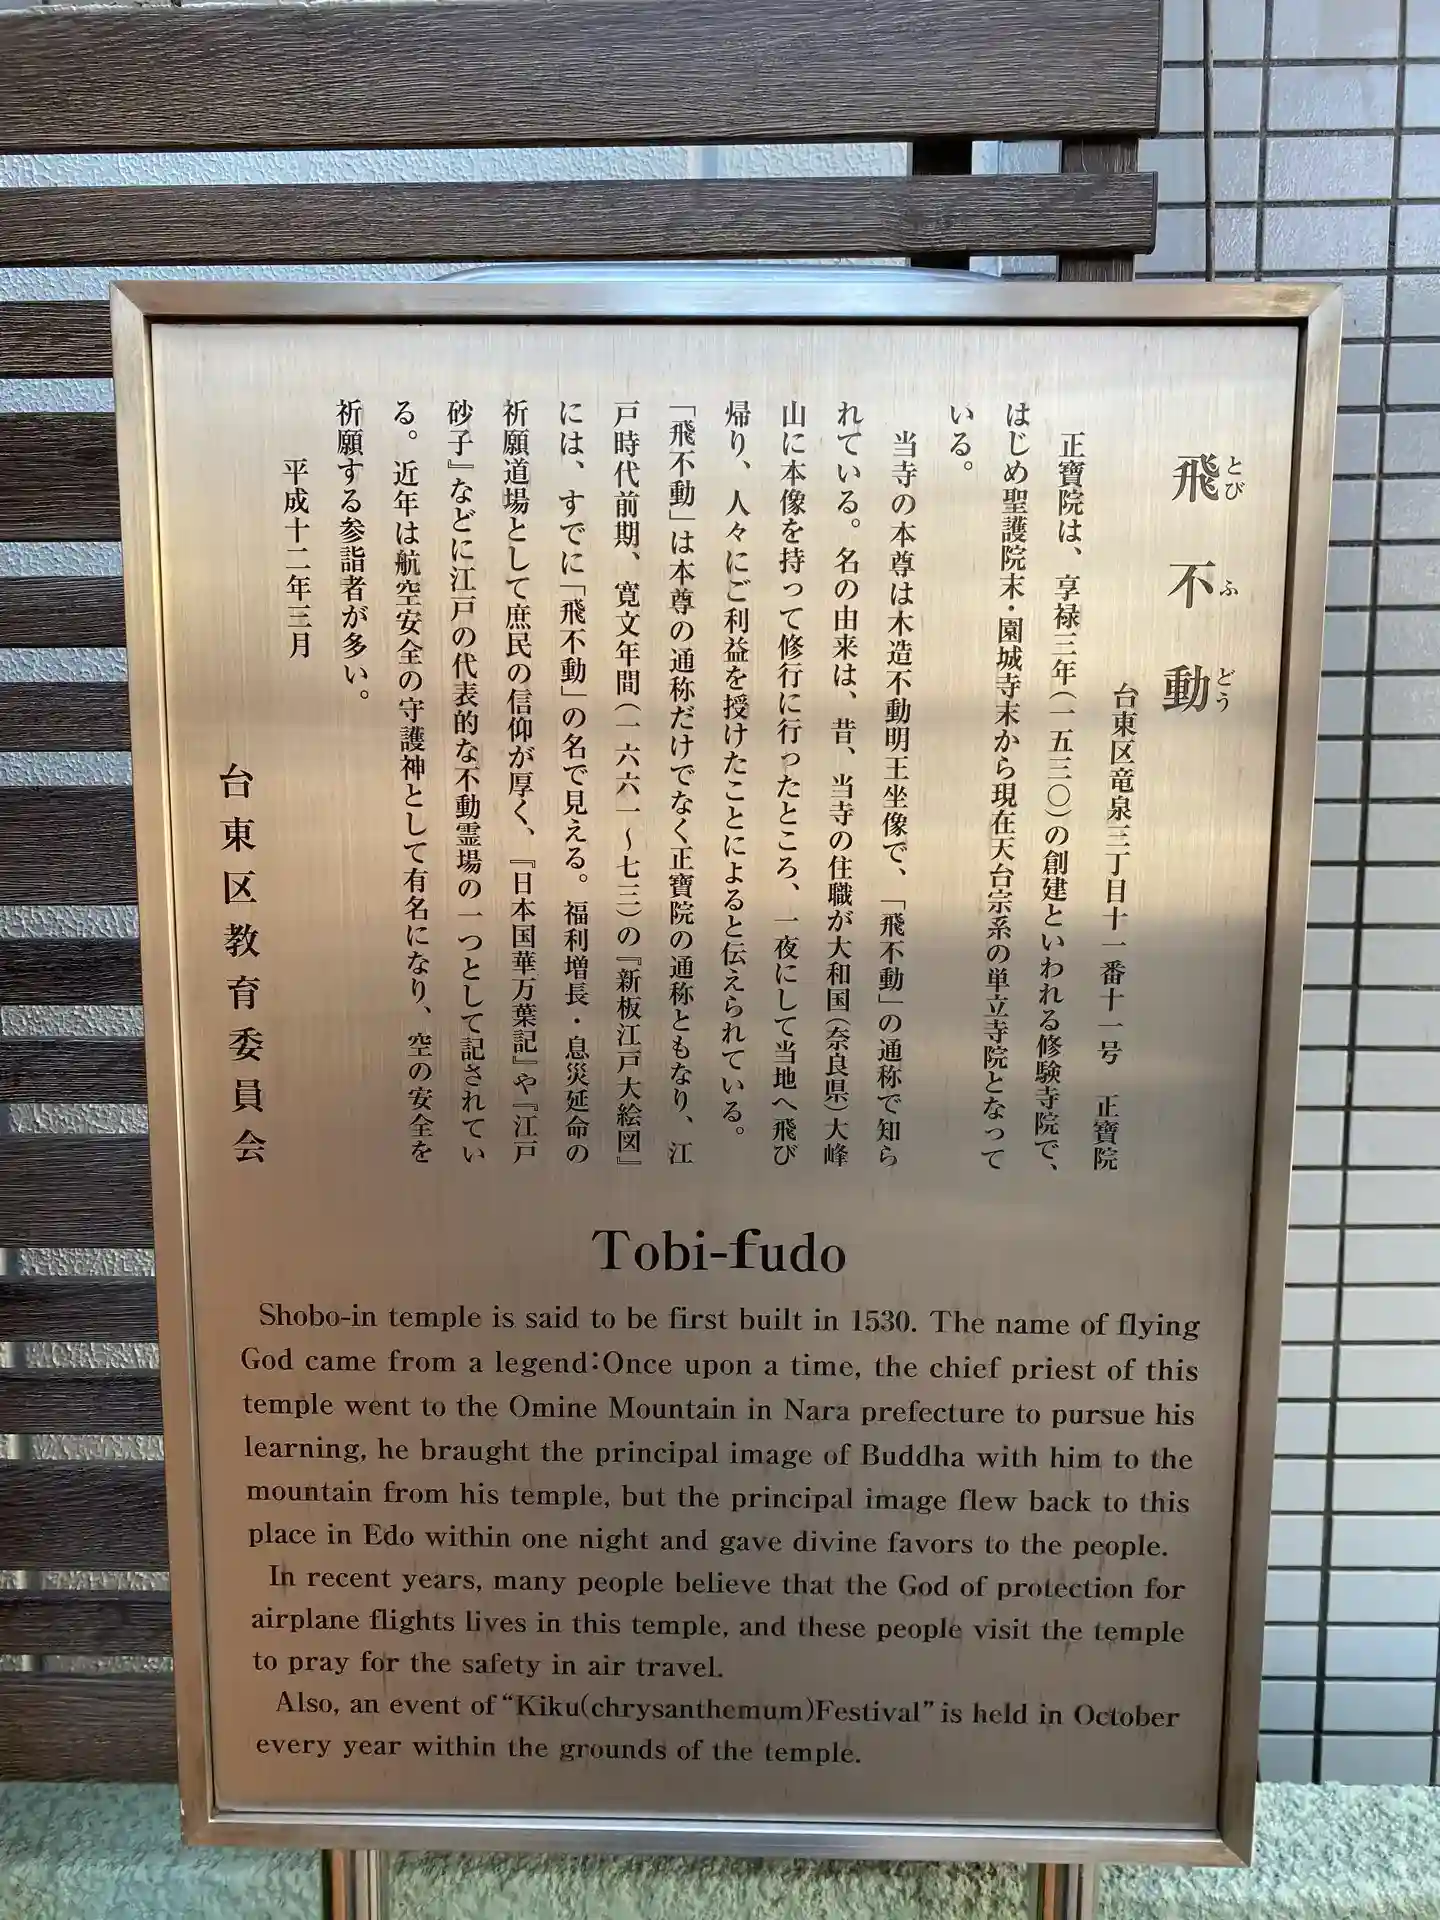 飛不動
とびふどう
台東区竜泉三丁目十一番十一号　正寶院
正寶院は、享禄三年（一五三〇）の創建といわれる修験寺院で、
はじめ聖護院末・園城寺末から現在天台宗系の単立寺院となって
いる。
当寺の本尊は木造不動明王坐像で、「飛不動」の通称で知ら
れている。名の由来は、昔、当寺の住職が大和国（奈良県）大峰
山に本像を持って修行に行ったところ、一夜にして当地へ飛び
帰り、人々にご利益を授けたことによると伝えられている。
「飛不動」は本尊の通称だけでなく正寶院の通称ともなり、江
戸時代前期、寛文年間（一六六一～七三）の『新板江戸大絵図』
には、すでに「飛不動」の名で見える。福利増長・息災延命の
祈願道場として庶民の信仰が厚く、『日本国華万葉記』や『江戸
砂子』などに江戸の代表的な不動霊場の一つとして記されてい
る。近年は航空安全の守護神として有名になり、空の安全を
祈願する参詣者が多い。
平成十二年三月
台東区教育委員会
Tobi-fudo
Shobo-in temple is said to be first built in 1530. The name of flying
God came from a legend:Once upon a time, the chief priest of this
temple went to the Omine Mountain in Nara prefecture to pursue his
learning, he braught the principal image of Buddha with him to the
mountain from his temple, but the principal image flew back to this
place in Edo within one night and gave divine favors to the people.
In recent years, many people believe that the God of protection for
airplane flights lives in this temple, and these people visit the temple
to pray for the safety in air travel.
Also, an event of “Kiku(chrysanthemum)Festival” is held in October
every year within the grounds of the temple.